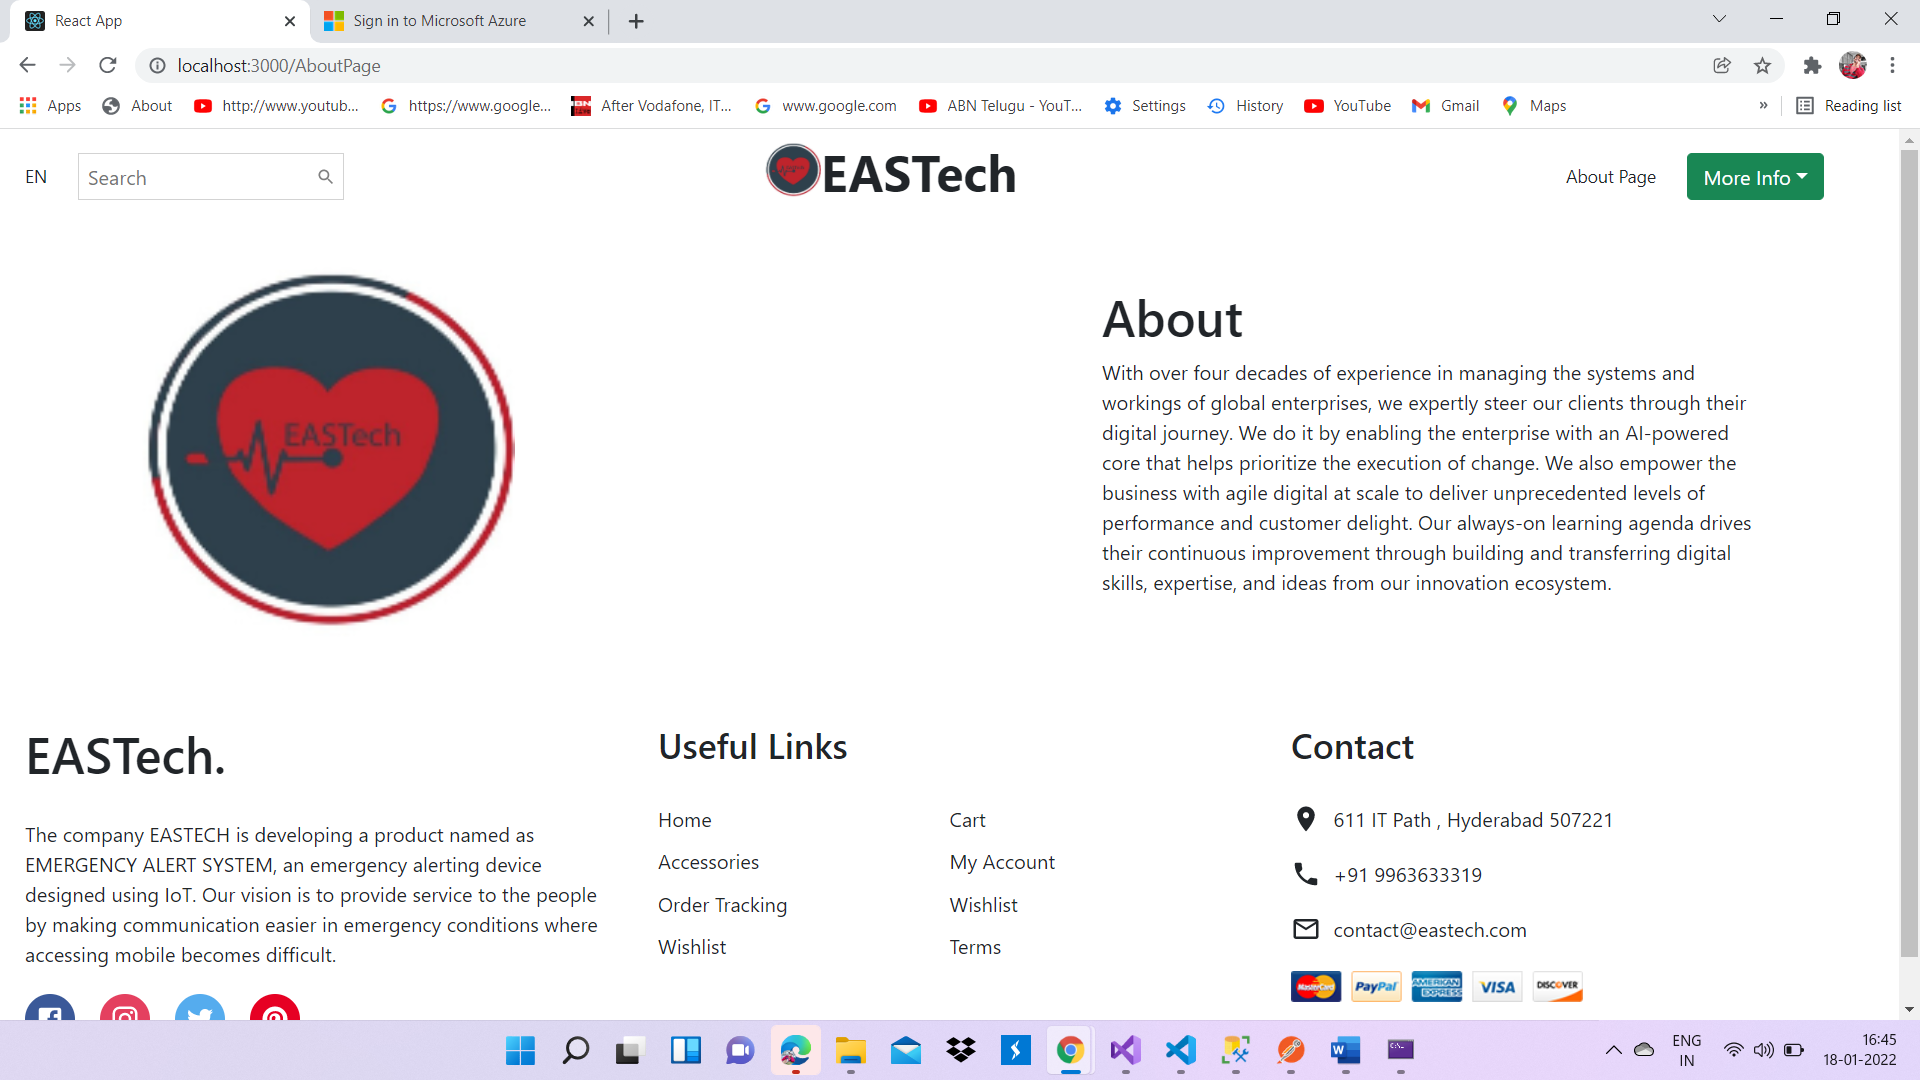 React App
Sign in to Microsoft Azure
localhost:3000/AboutPage
Apps
About
http://www.youtub...
https://www.google...
After Vodafone, IT...
www.google.com
ABN Telugu - YouT...
Settings
History
YouTube
Gmail
Maps
»
Reading list
EN
Search
EASTech
About Page
More Info
EASTech
About
With over four decades of experience in managing the systems and
workings of global enterprises, we expertly steer our clients through their
digital journey. We do it by enabling the enterprise with an AI-powered
core that helps prioritize the execution of change. We also empower the
business with agile digital at scale to deliver unprecedented levels of
performance and customer delight. Our always-on learning agenda drives
their continuous improvement through building and transferring digital
skills, expertise, and ideas from our innovation ecosystem.
EASTech.
The company EASTECH is developing a product named as
EMERGENCY ALERT SYSTEM, an emergency alerting device
designed using IoT. Our vision is to provide service to the people
by making communication easier in emergency conditions where
accessing mobile becomes difficult.
Useful Links
Home
Cart
Accessories
My Account
Order Tracking
Wishlist
Wishlist
Terms
Contact
611 IT Path , Hyderabad 507221
+91 9963633319
contact@eastech.com
MasterCard
PayPal
AMERICAN EXPRESS
VISA
DISCOVER
ENG
IN
16:45
18-01-2022